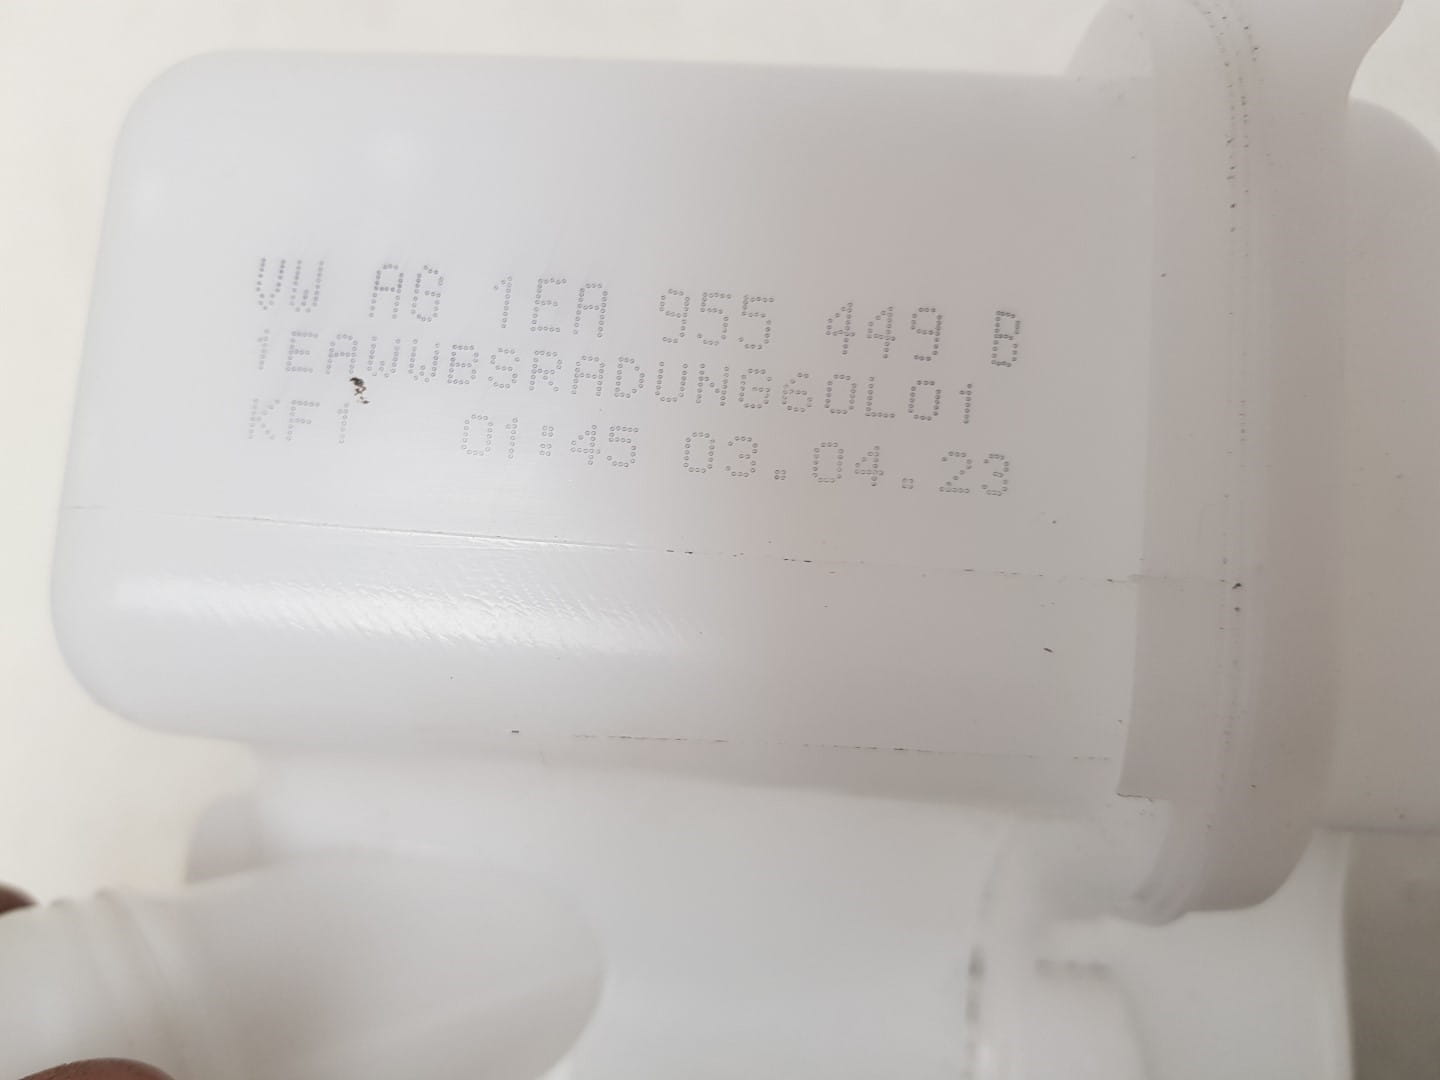 VW AG 1EA 955 449 B
1EAWWBSRADUNG60L01
KF1 01:45 03.04.23